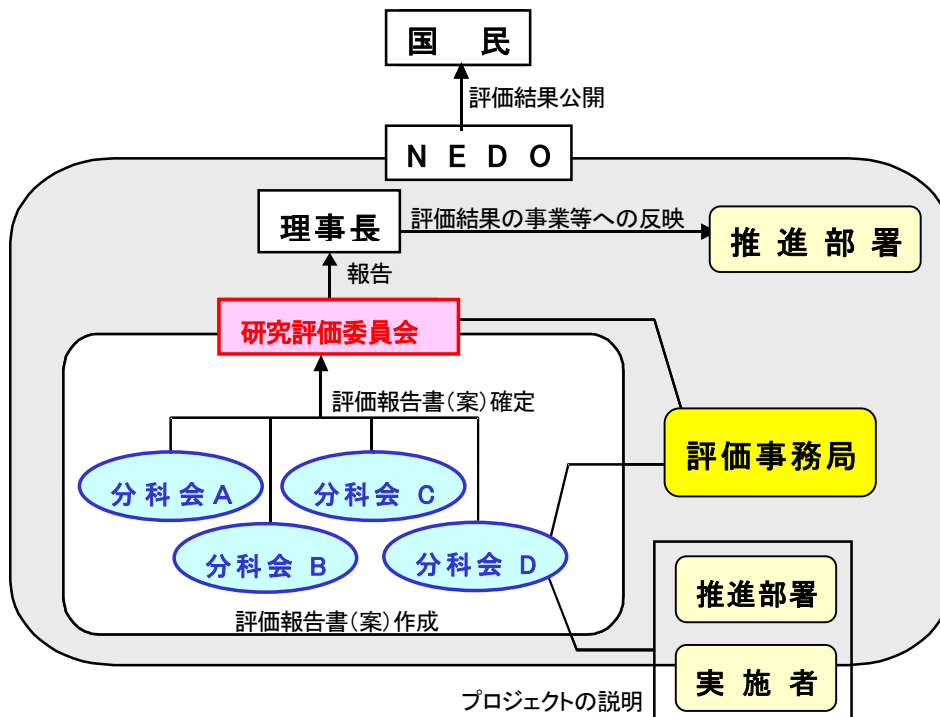 国　民
評価結果公開
ＮＥＤＯ
理事長
評価結果の事業等への反映
推進部署
報告
研究評価委員会
評価報告書（案）確定
評価事務局
分科会A
分科会 C
分科会 B
分科会 D
推進部署
評価報告書（案）作成
実施者
プロジェクトの説明